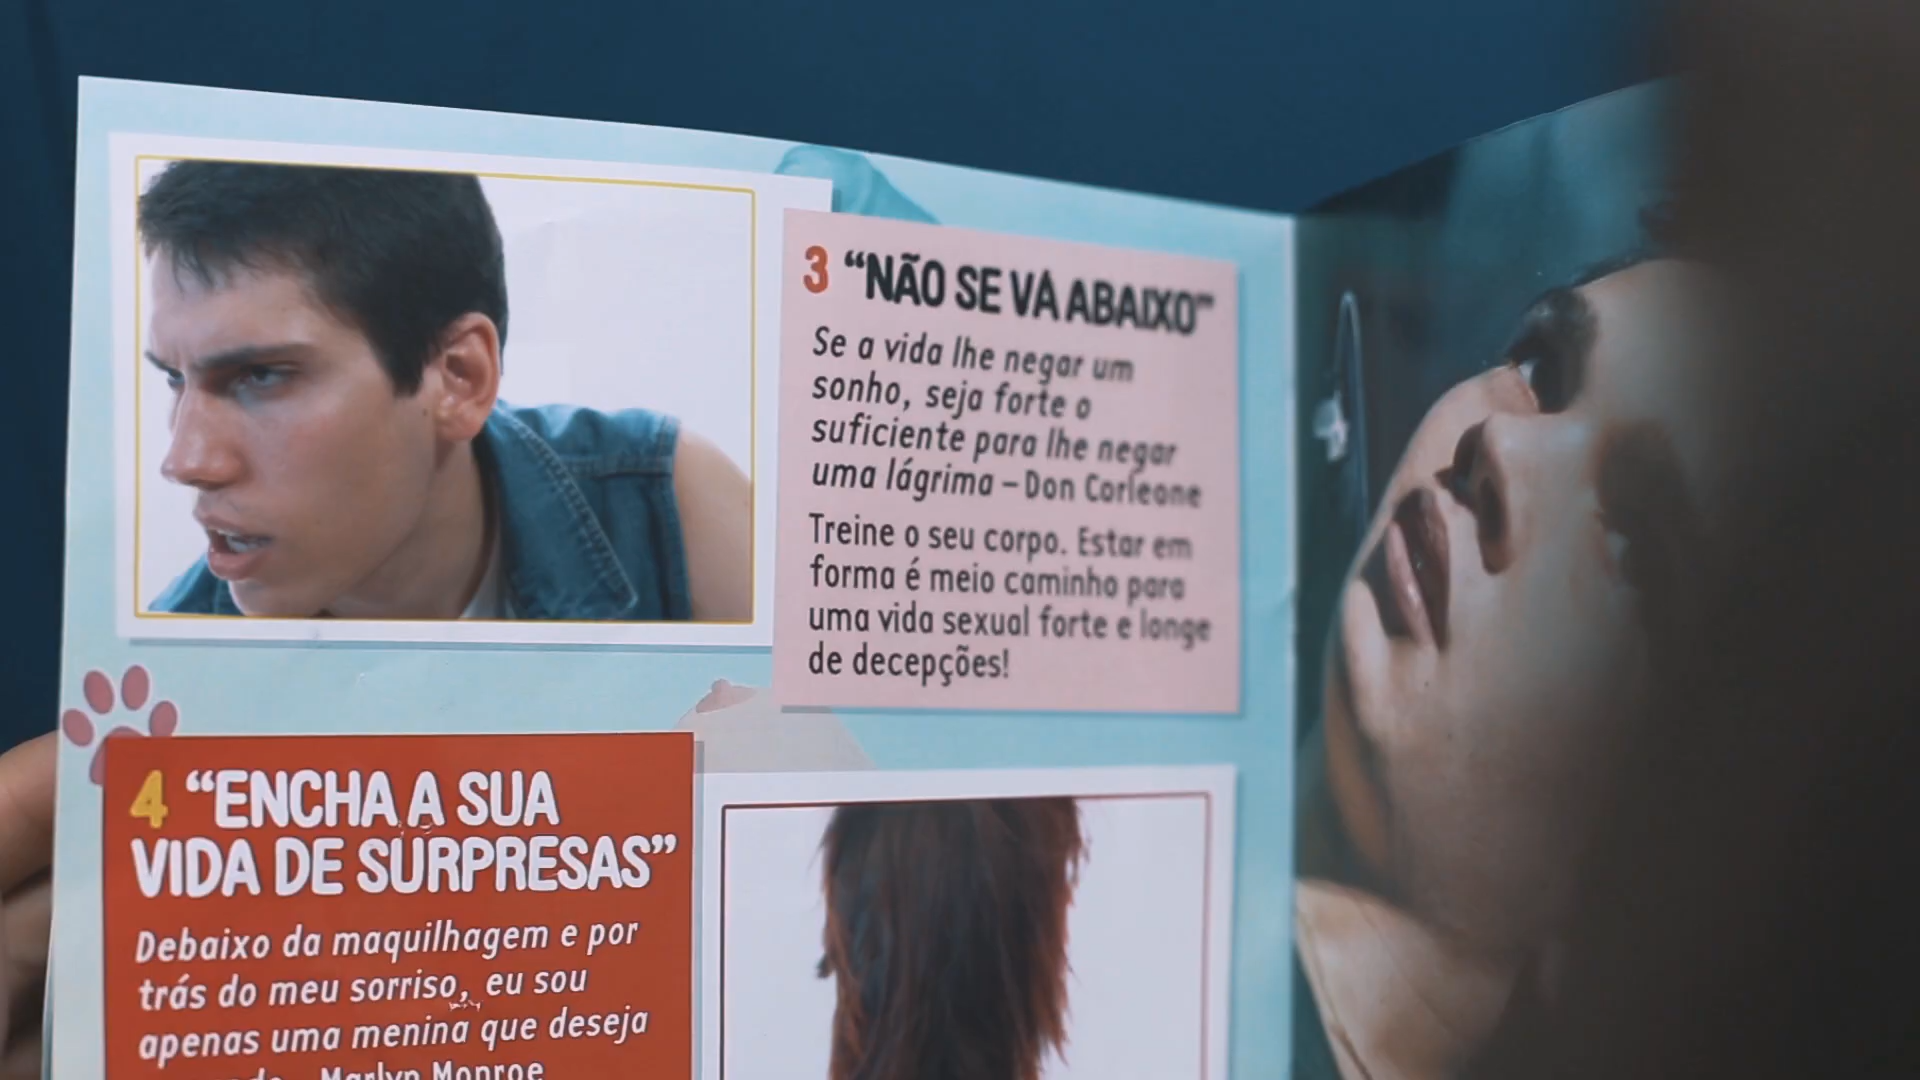 3 “NÃO SE VÁ ABAIXO”
Se a vida lhe negar um
sonho, seja forte o
suficiente para lhe negar
uma lágrima – Don Corleone
Treine o seu corpo. Estar em
forma é meio caminho para
uma vida sexual forte e longe
de decepções!
4 “ENCHA A SUA
VIDA DE SURPRESAS”
Debaixo da maquilhagem e por
trás do meu sorriso, eu sou
apenas uma menina que deseja
Marlyn Monroe